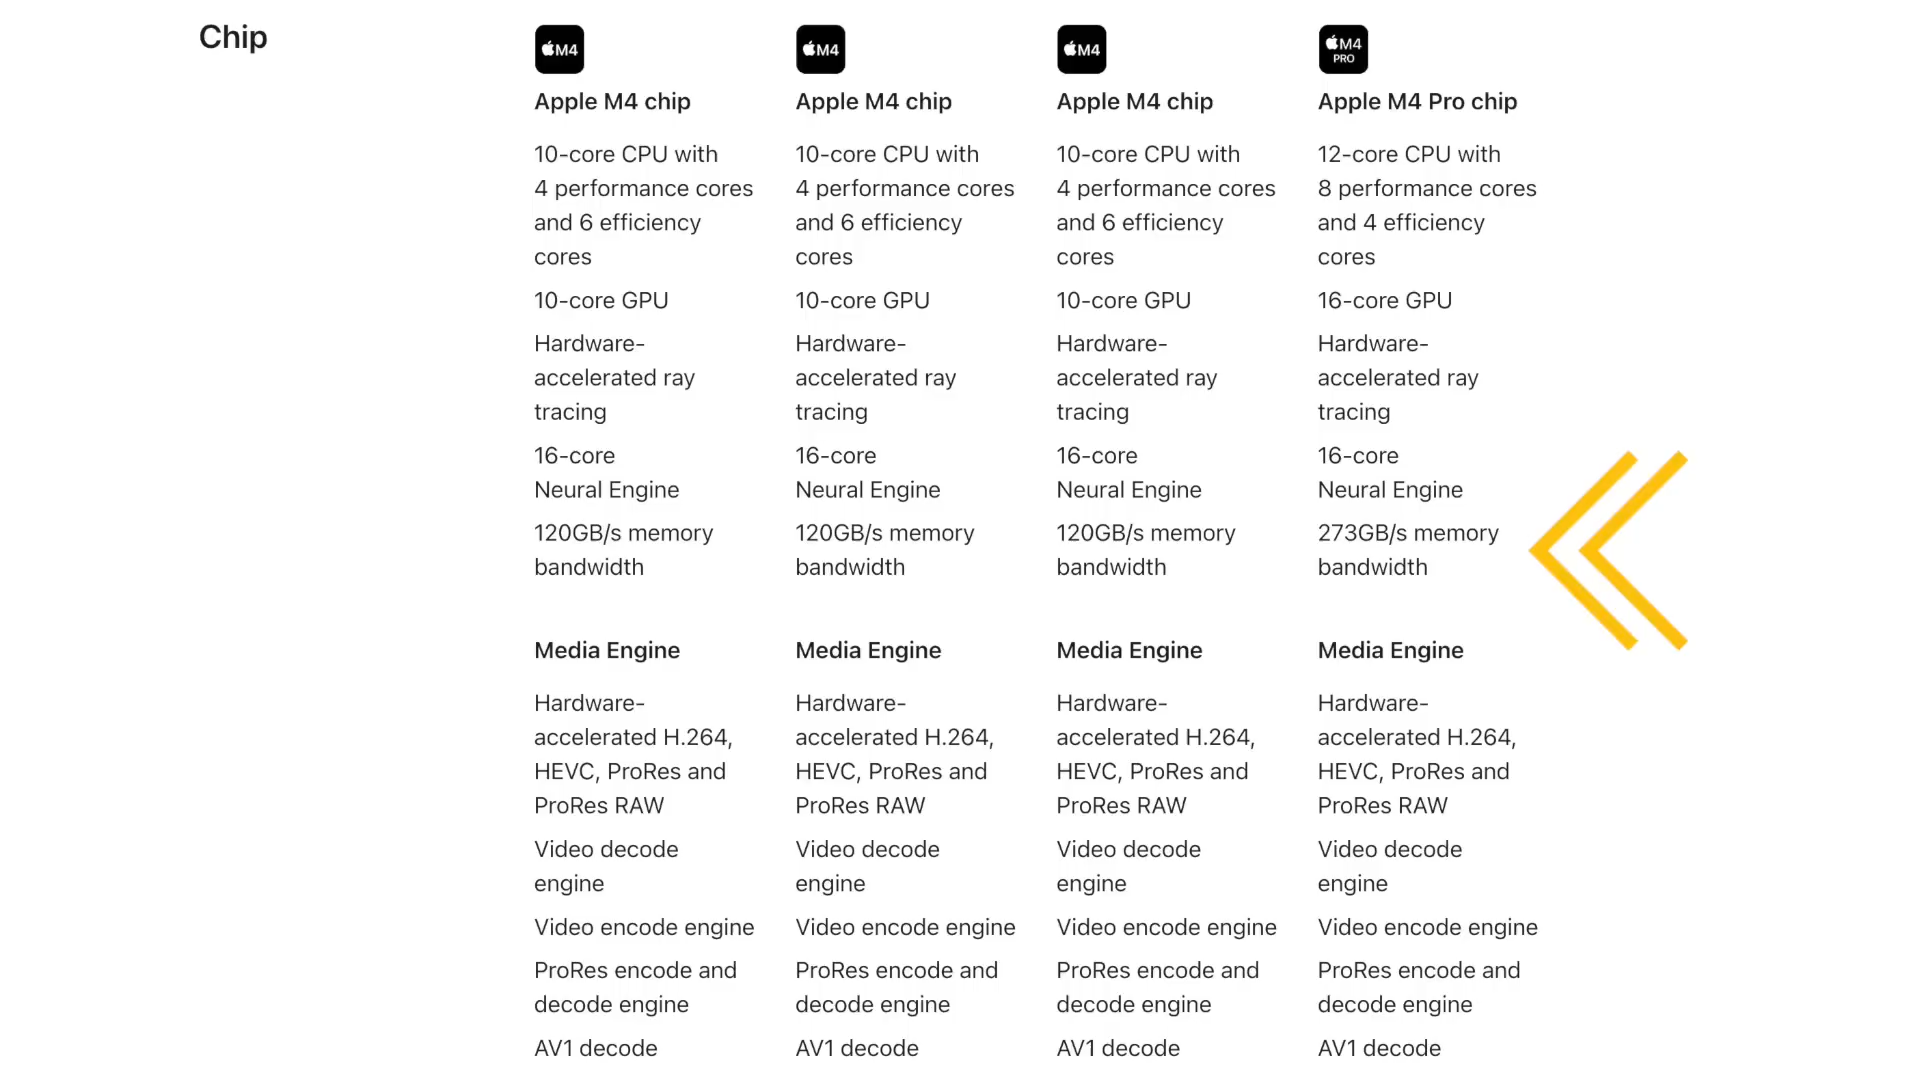 Chip
M4
Apple M4 chip
10-core CPU with
4 performance cores
and 6 efficiency
cores
10-core GPU
Hardware-
accelerated ray
tracing
16-core
Neural Engine
120GB/s memory
bandwidth
Media Engine
Hardware-
accelerated H.264,
HEVC, ProRes and
ProRes RAW
Video decode
engine
Video encode engine
ProRes encode and
decode engine
AV1 decode
M4
Apple M4 chip
10-core CPU with
4 performance cores
and 6 efficiency
cores
10-core GPU
Hardware-
accelerated ray
tracing
16-core
Neural Engine
120GB/s memory
bandwidth
Media Engine
Hardware-
accelerated H.264,
HEVC, ProRes and
ProRes RAW
Video decode
engine
Video encode engine
ProRes encode and
decode engine
AV1 decode
M4
Apple M4 chip
10-core CPU with
4 performance cores
and 6 efficiency
cores
10-core GPU
Hardware-
accelerated ray
tracing
16-core
Neural Engine
120GB/s memory
bandwidth
Media Engine
Hardware-
accelerated H.264,
HEVC, ProRes and
ProRes RAW
Video decode
engine
Video encode engine
ProRes encode and
decode engine
AV1 decode
M4
PRO
Apple M4 Pro chip
12-core CPU with
8 performance cores
and 4 efficiency
cores
16-core GPU
Hardware-
accelerated ray
tracing
16-core
Neural Engine
273GB/s memory
bandwidth
Media Engine
Hardware-
accelerated H.264,
HEVC, ProRes and
ProRes RAW
Video decode
engine
Video encode engine
ProRes encode and
decode engine
AV1 decode